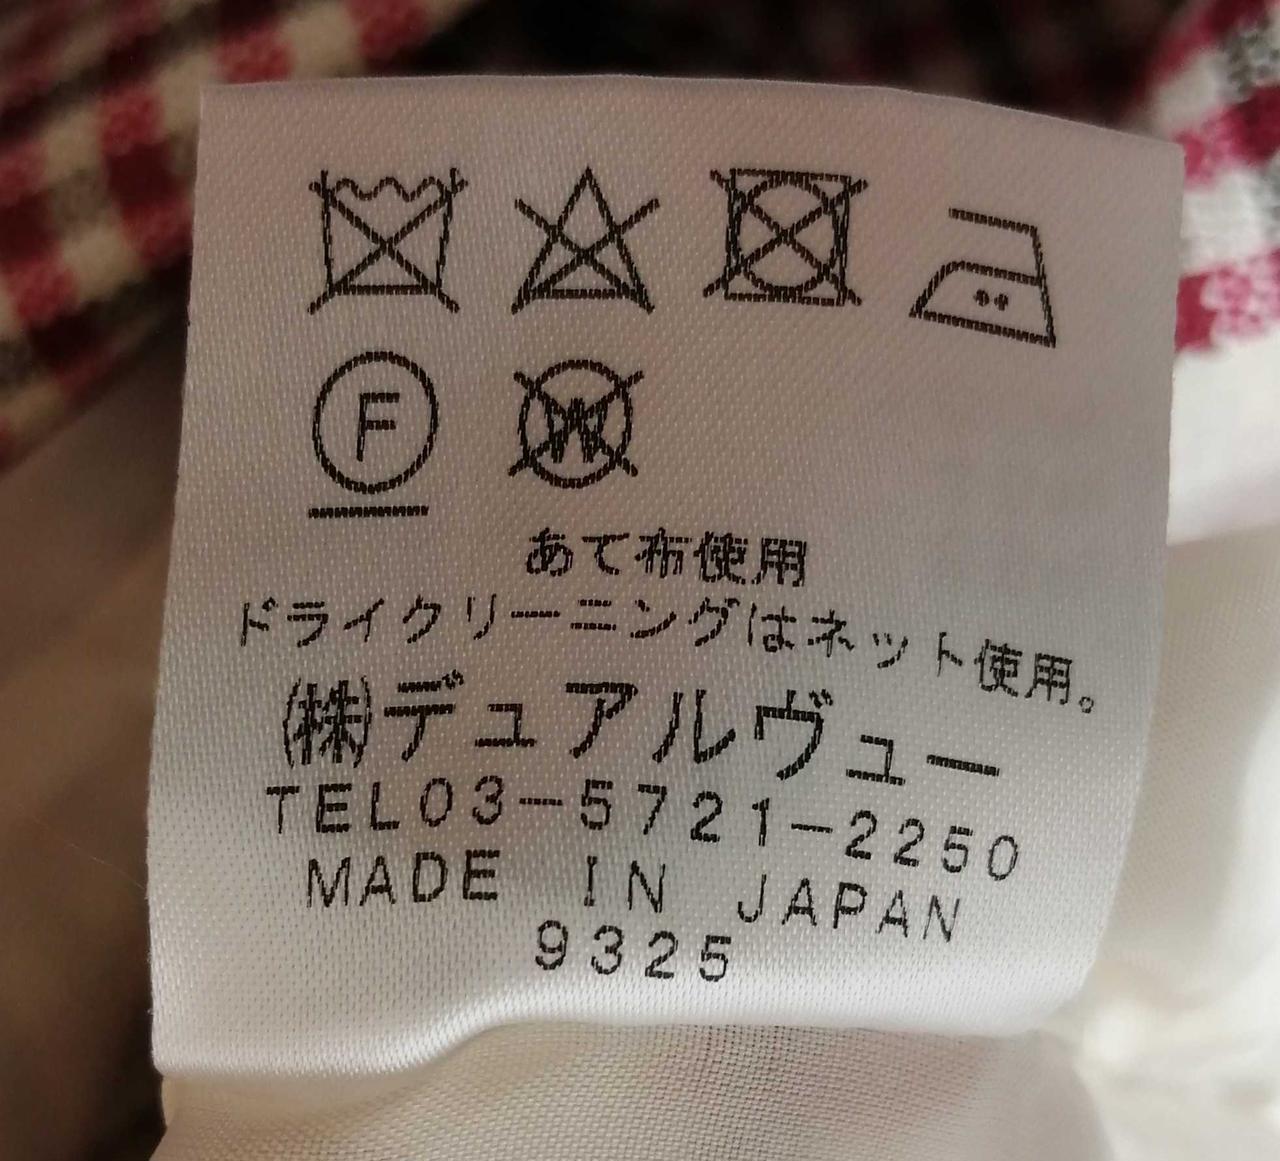 F W
あて布使用
ドライクリーニングはネット使用。
㈱デュアルヴュー
TEL03-5721-2250
MADE IN JAPAN
9325